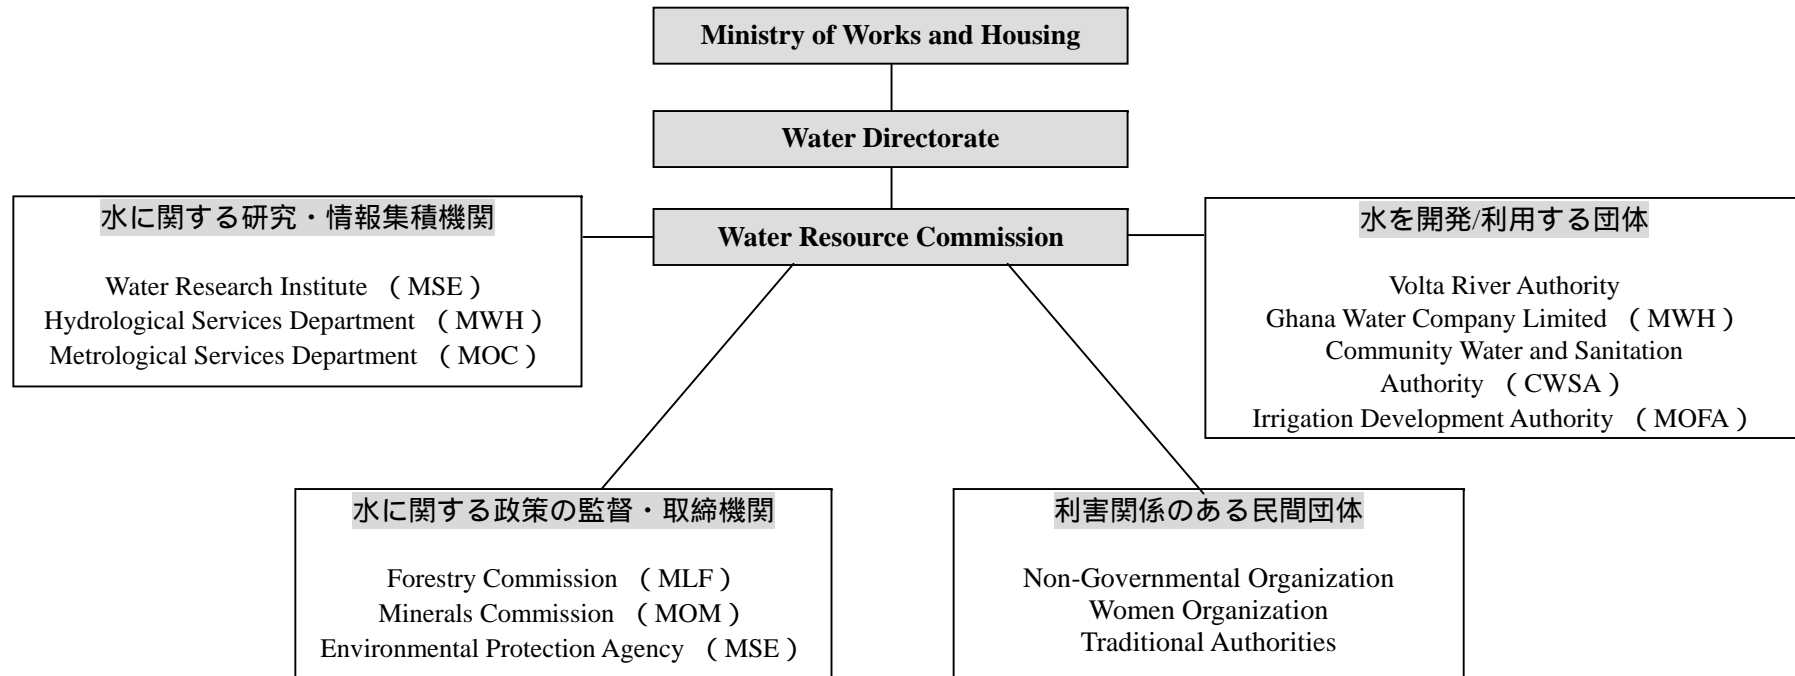 Ministry of Works and Housing
Water Directorate
Water Resource Commission
水に関する研究・情報集積機関
Water Research Institute （MSE）
Hydrological Services Department （MWH）
Metrological Services Department （MOC）
水を開発/利用する団体
Volta River Authority
Ghana Water Company Limited （MWH）
Community Water and Sanitation
Authority （CWSA）
Irrigation Development Authority （MOFA）
水に関する政策の監督・取締機関
Forestry Commission （MLF）
Minerals Commission （MOM）
Environmental Protection Agency （MSE）
利害関係のある民間団体
Non-Governmental Organization
Women Organization
Traditional Authorities